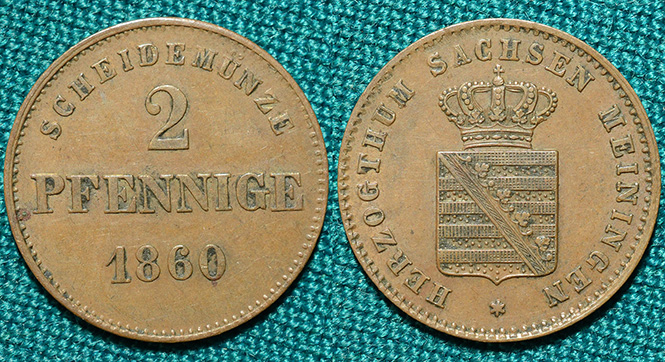 SCHEIDEMÜNZE
2
PFENNIGE
1860
HERZOGTHUM SACHSEN MEININGEN